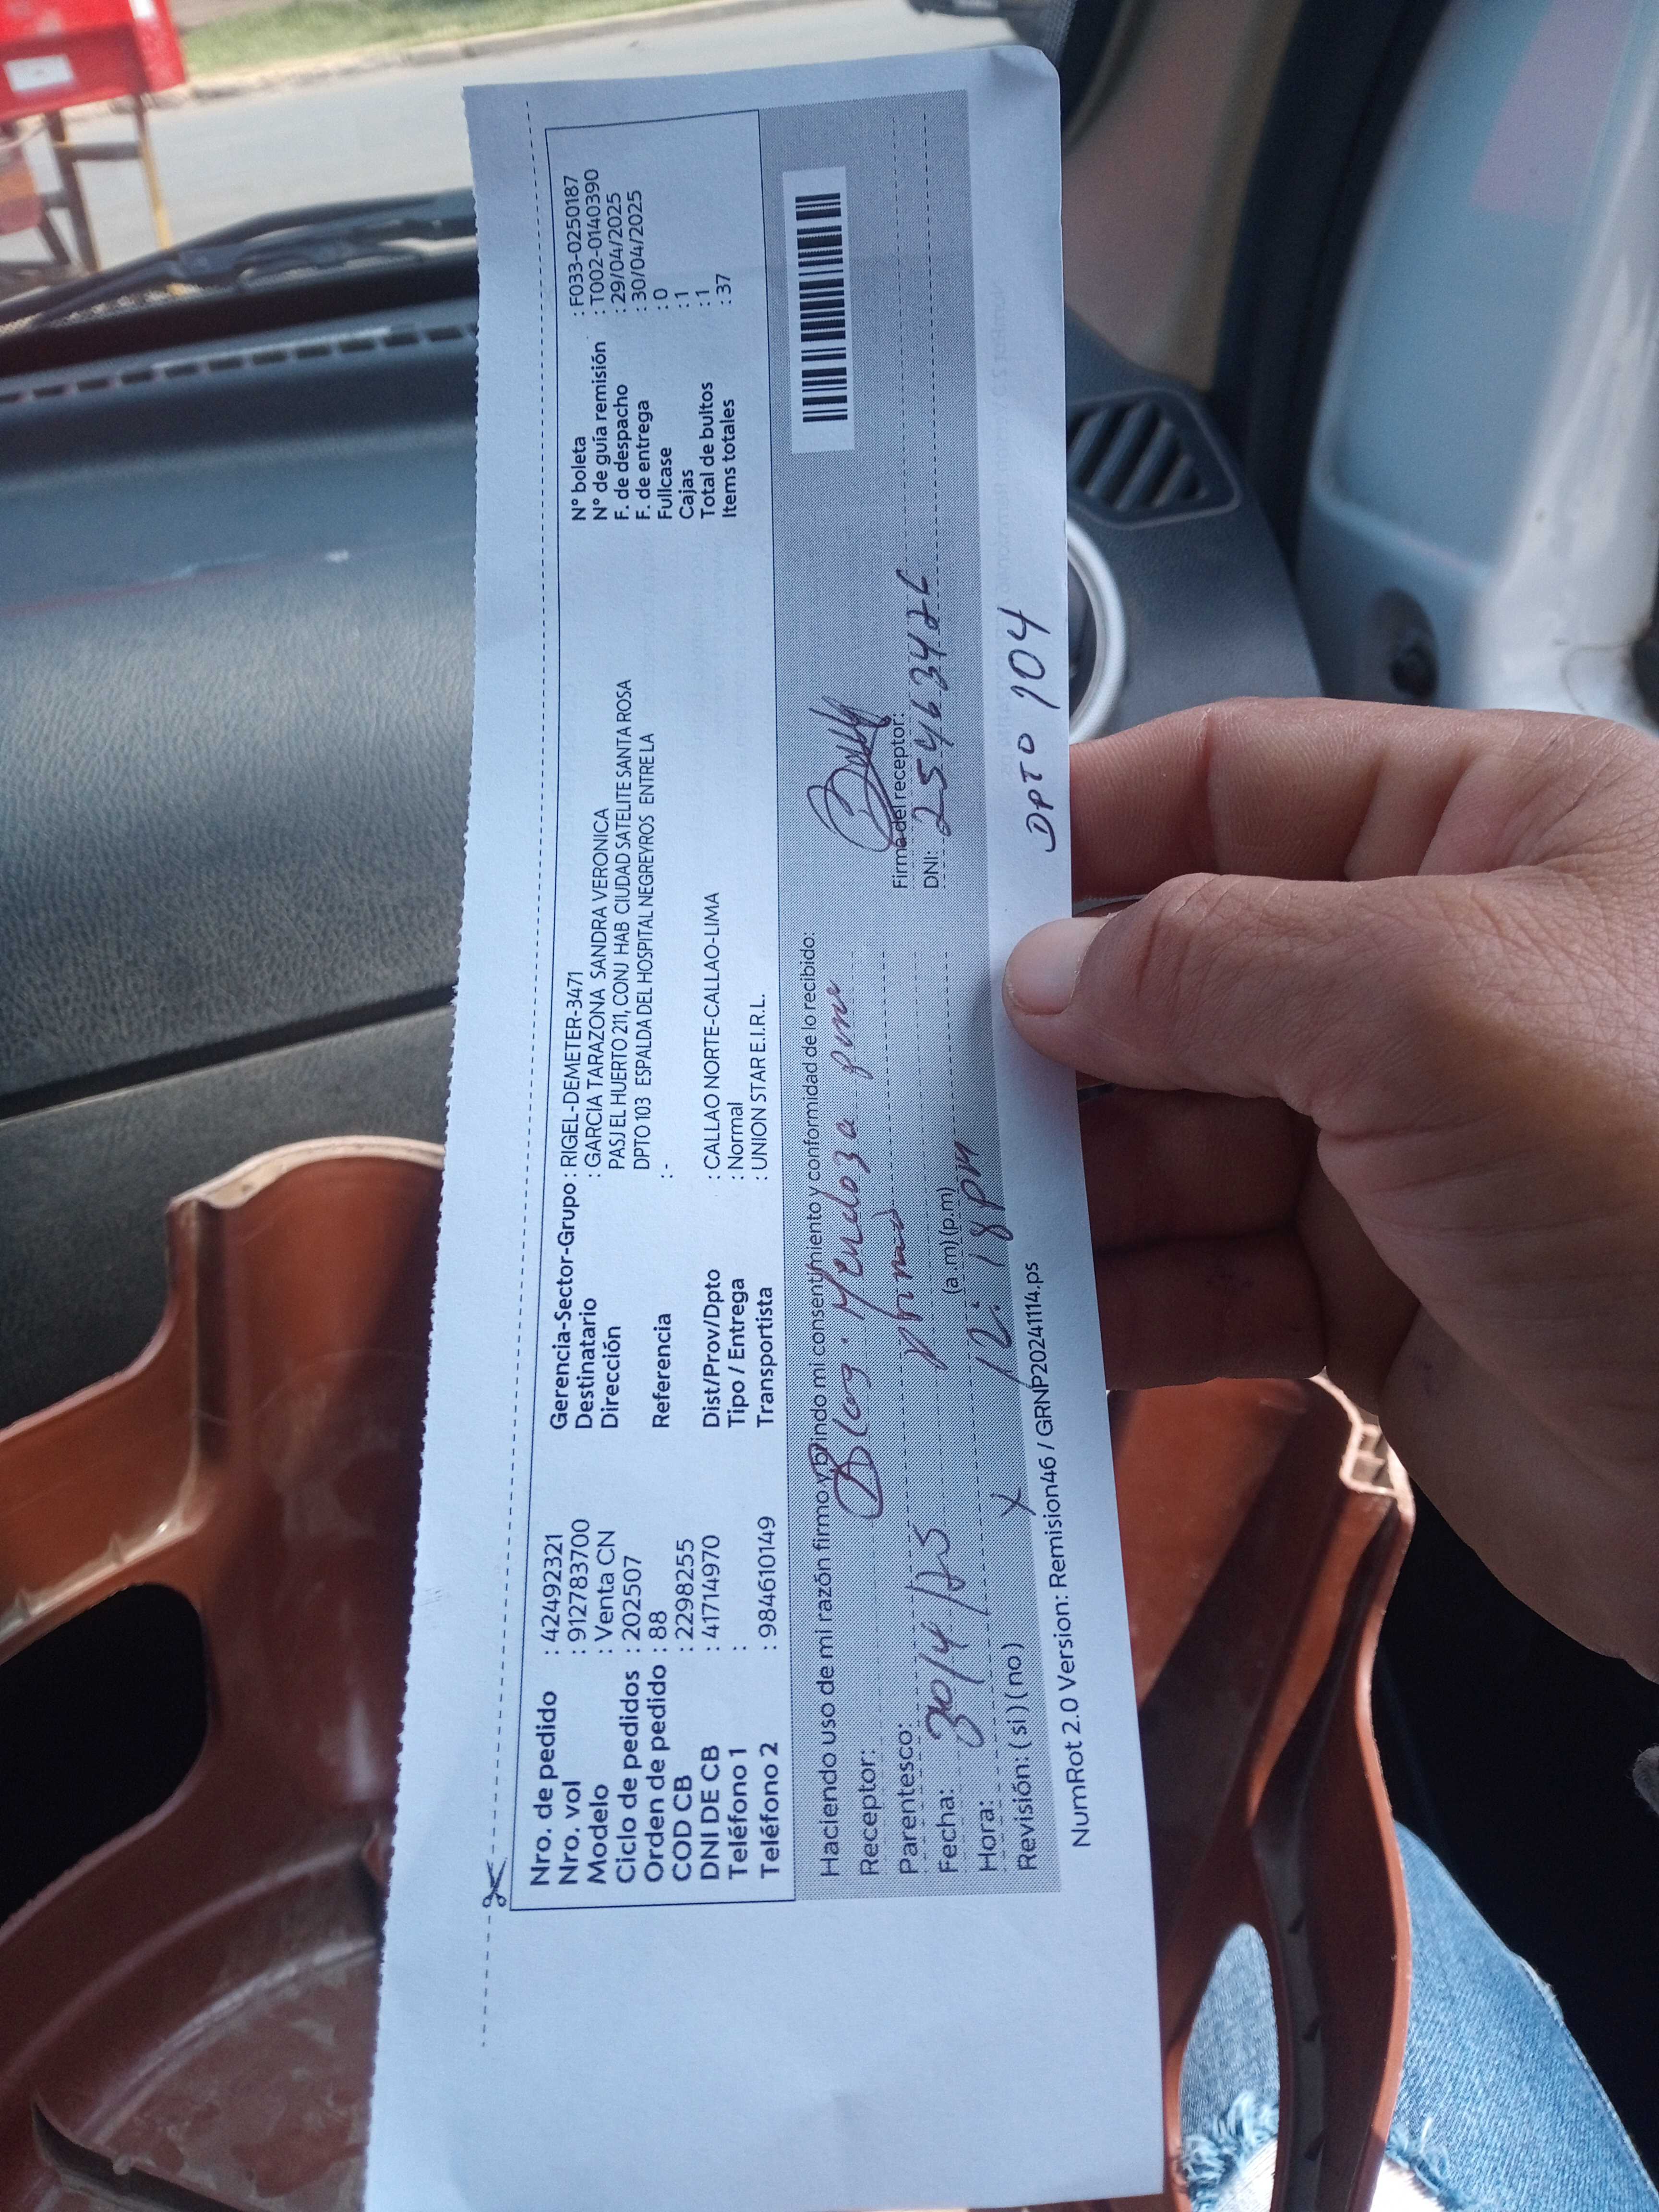 Nro. de pedido : 42492321
Nro. vol : 912783700
Modelo : Venta CN
Ciclo de pedidos : 202507
Orden de pedido : 88
COD CB : 2298255
DNI DE CB : 41714970
Teléfono 1 :
Teléfono 2 : 984610149
Gerencia-Sector-Grupo : RIGEL-DEMETER-3471
Destinatario : GARCIA TARAZONA SANDRA VERONICA
Dirección PASJ EL HUERTO 211, CONJ HAB CIUDAD SATELITE SANTA ROSA
DPTO 103 ESPALDA DEL HOSPITAL NEGREYROS ENTRE LA
Referencia : -
Dist/Prov/Dpto : CALLAO NORTE-CALLAO-LIMA
Tipo / Entrega : Normal
Transportista : UNION STAR E.I.R.L.
N° boleta : F033-0250187
N° de guía remisión : T002-0140390
F. de despacho : 29/04/2025
F. de entrega : 30/04/2025
Fullcase : 0
Cajas : 1
Total de bultos : 1
Items totales : 37
Haciendo uso de mi razón firmo y brindo mi consentimiento y conformidad de lo recibido:
Receptor: Mendoza
Parentesco:
Fecha: 30/4/25
Hora: (a.m) (p.m) 12:18 pm
Revisión: (si) (no) x
Firma del receptor:
DNI: 25463426
NumRot 2.0 Version: Remision46 / GRNP20241114.ps
DPTO 104